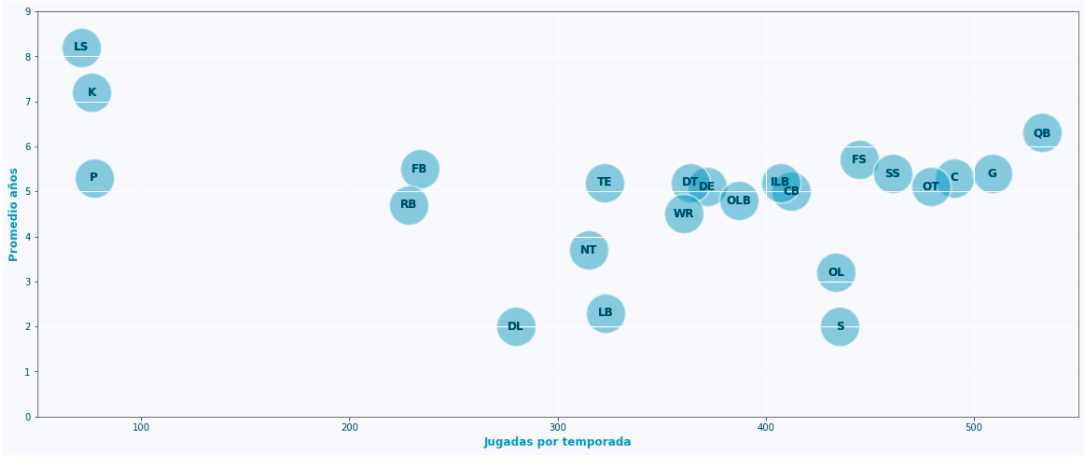 9
8
7
6
5
4
3
2
1
0
Promedio años
LS
K
QB
FS
FB
SS
C
G
TE
DT
DE
ILB
CB
OT
P
OLB
RB
WR
NT
OL
LB
DL
S
100
200
300
400
500
Jugadas por temporada